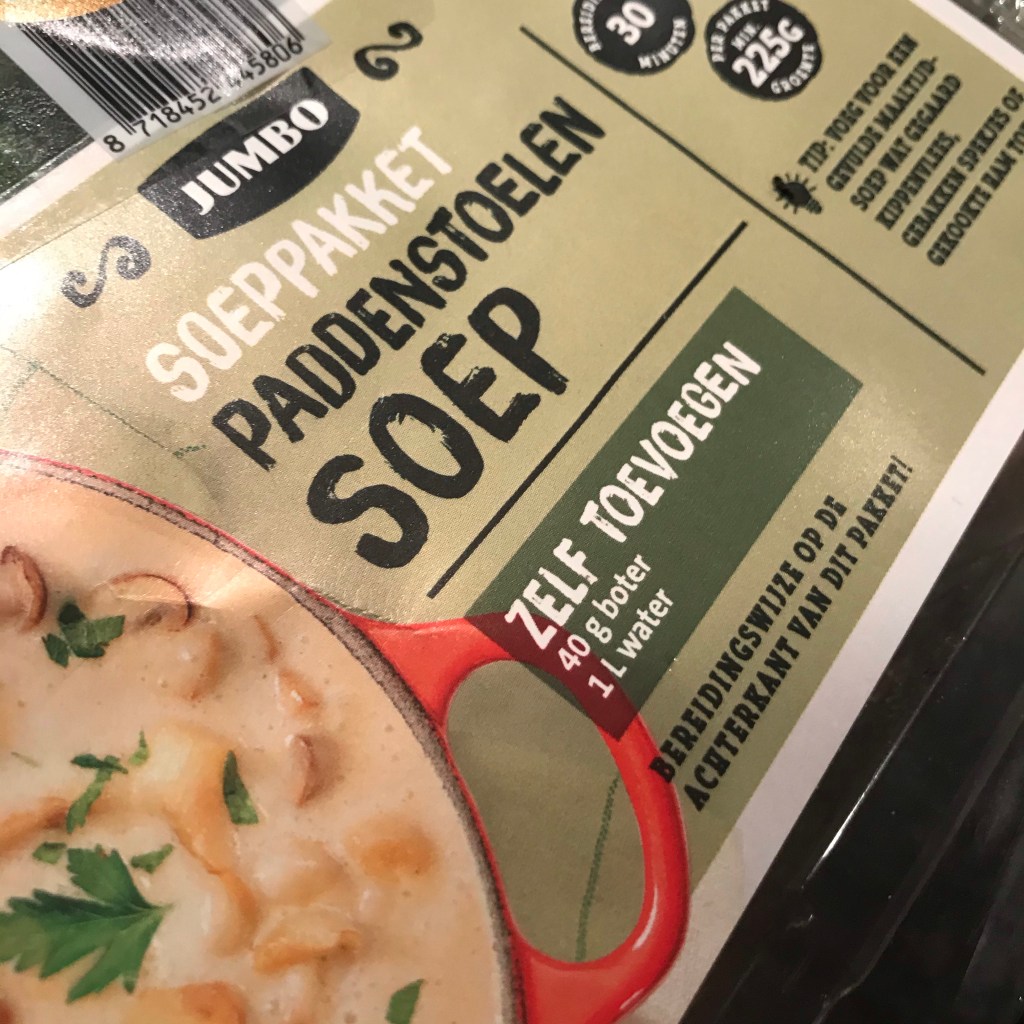 8 718452 445806
JUMBO
SOEPPAKKET
PADDENSTOELEN
SOEP
30
MINUTEN
PER PAKKET
MIN.
225G
GROENTE
TIP: VOEG VOOR EEN
GEVULDE MAALTIJD-
SOEP WAT GEGAARD
KIPPENVLEES,
GEBAKKEN SPEKJES OF
GEKOOKTE HAM
ZELF TOEVOEGEN
40 g boter
1 L water
BEREIDINGSWIJZE OP DE
ACHTERKANT VAN DIT PAKKET!